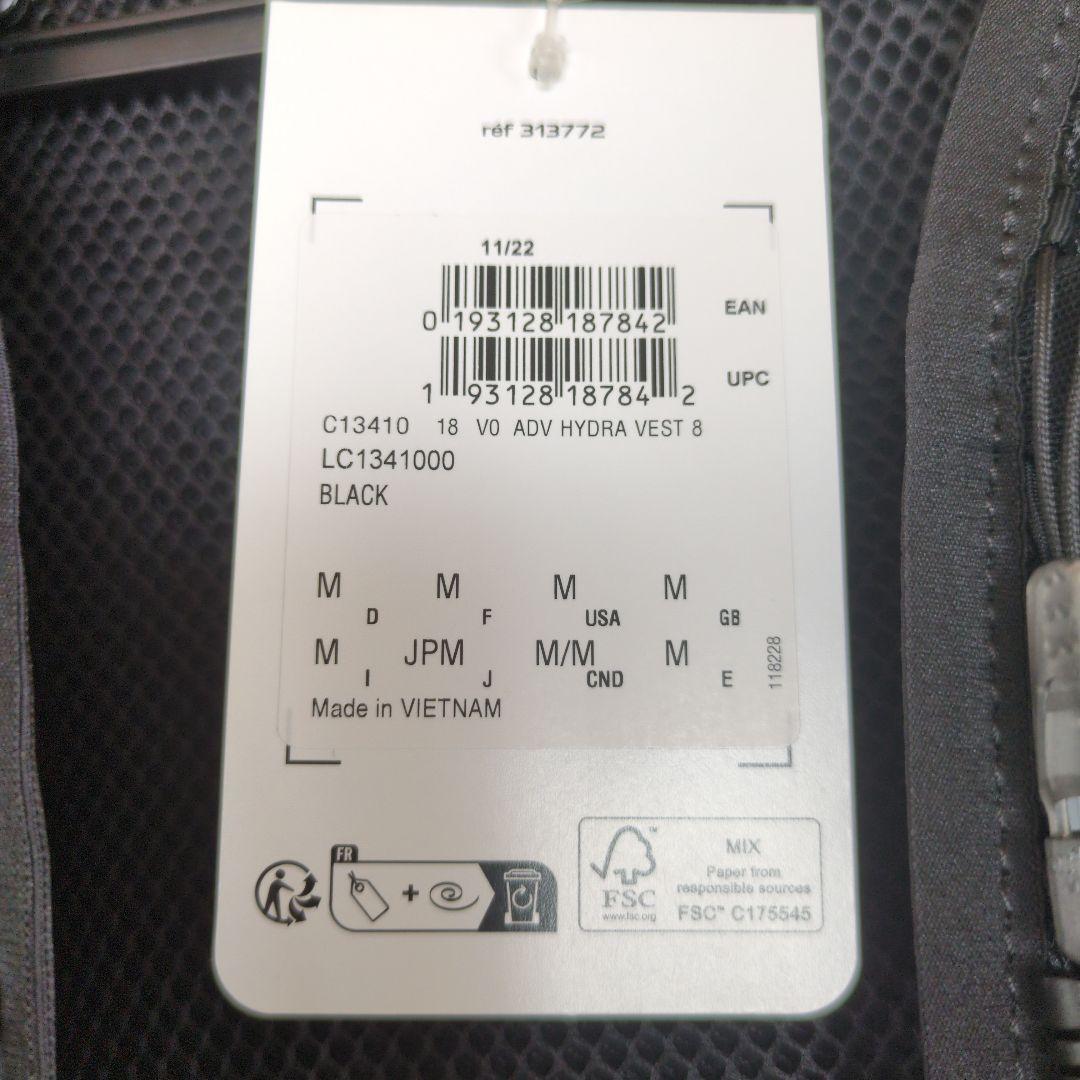 réf 313772
11/22
0 193128 187842
EAN
1 93128 18784 2
UPC
C13410 18 V0 ADV HYDRA VEST 8
LC1341000
BLACK
M M M M
D F USA GB
M JPM M/M M
I J CND E
118228
Made in VIETNAM
FR
+
FSC
www.fsc.org
MIX
Paper from
responsible sources
FSC™ C175545